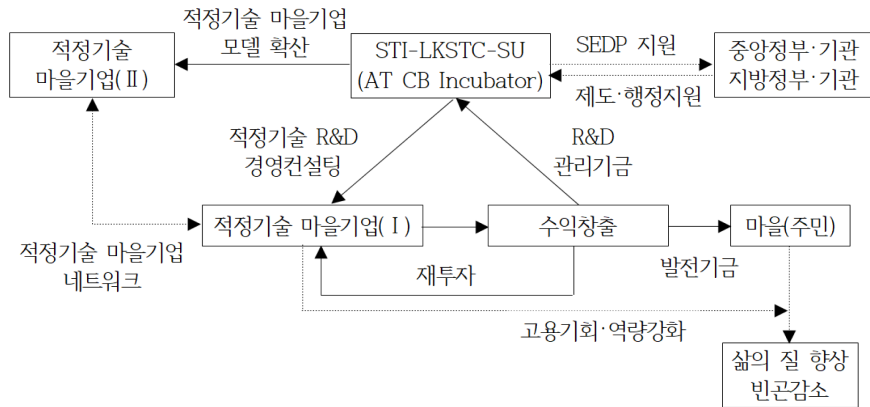 적정기술 마을기업
모델 확산
적정기술
마을기업(Ⅱ)
STI-LKSTC-SU
(AT CB Incubator)
SEDP 지원
제도·행정지원
중앙정부·기관
지방정부·기관
적정기술 R&D
경영컨설팅
R&D
관리기금
적정기술 마을기업(Ⅰ)
수익창출
마을(주민)
적정기술 마을기업
네트워크
재투자
발전기금
고용기회·역량강화
삶의 질 향상
빈곤감소